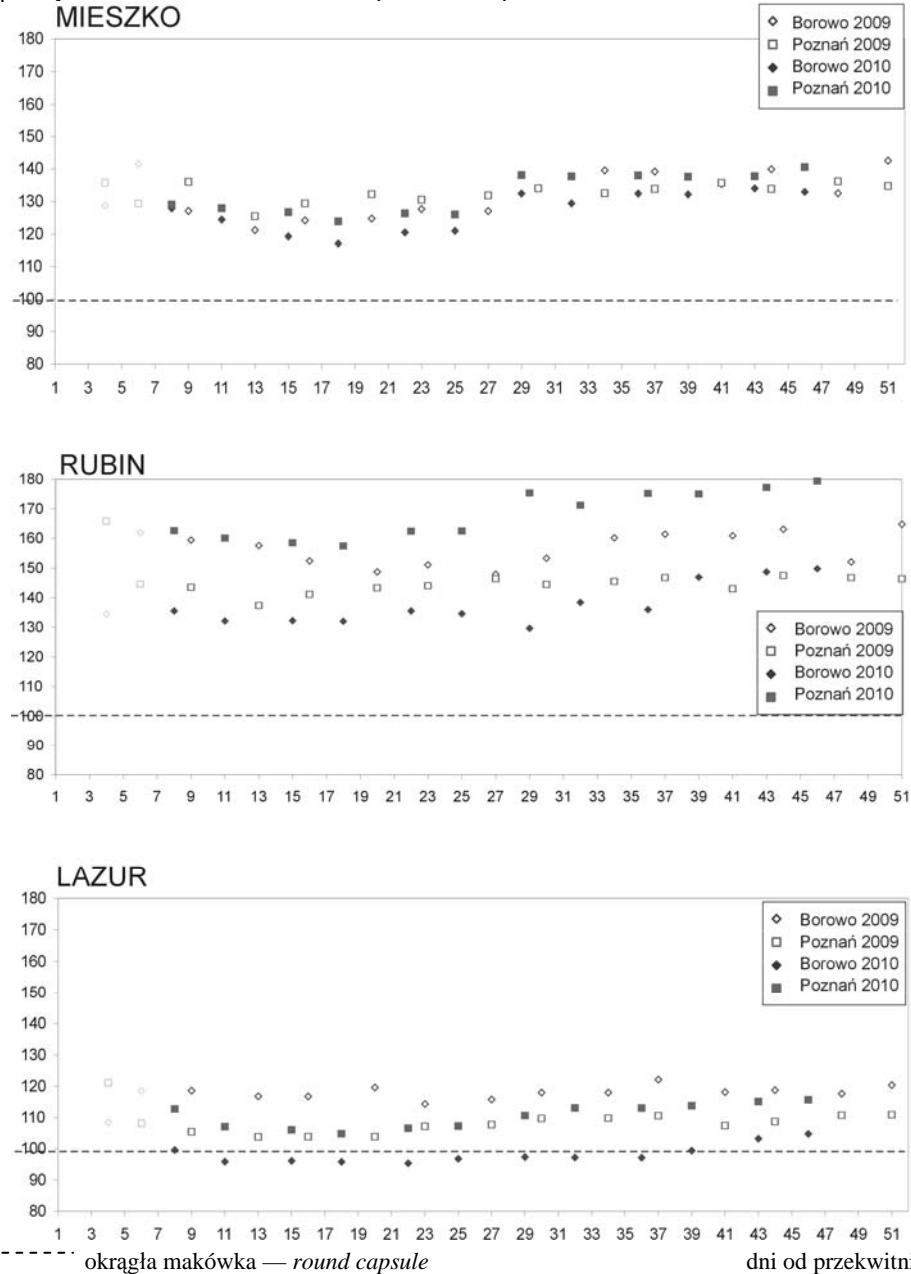 MIESZKO
180
170
160
150
140
130
120
110
100
90
80
1 3 5 7 9 11 13 15 17 19 21 23 25 27 29 31 33 35 37 39 41 43 45 47 49 51
Borowo 2009
Poznań 2009
Borowo 2010
Poznań 2010
RUBIN
180
170
160
150
140
130
120
110
100
90
80
1 3 5 7 9 11 13 15 17 19 21 23 25 27 29 31 33 35 37 39 41 43 45 47 49 51
Borowo 2009
Poznań 2009
Borowo 2010
Poznań 2010
LAZUR
180
170
160
150
140
130
120
110
100
90
80
1 3 5 7 9 11 13 15 17 19 21 23 25 27 29 31 33 35 37 39 41 43 45 47 49 51
Borowo 2009
Poznań 2009
Borowo 2010
Poznań 2010
okrągła makówka — round capsule dni od